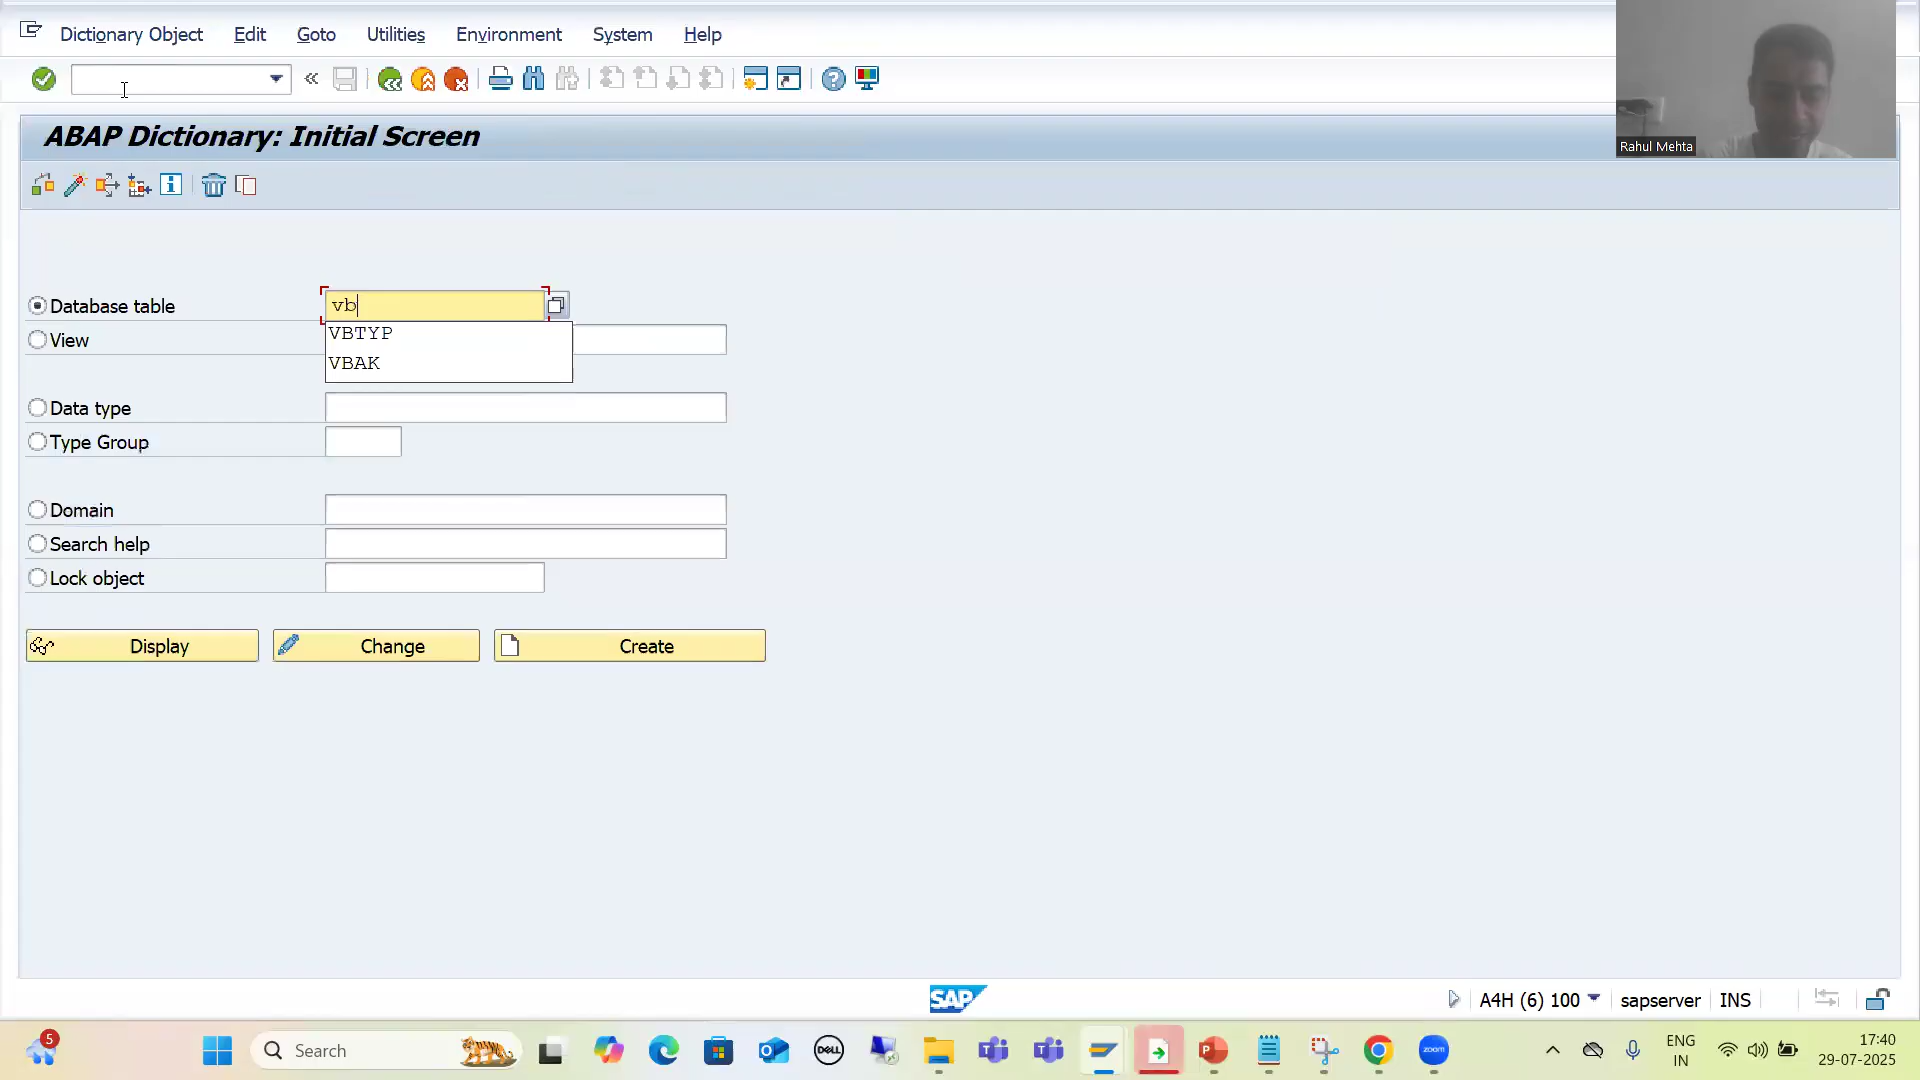 Dictionary Object Edit Goto Utilities Environment System Help
ABAP Dictionary: Initial Screen
Rahul Mehta
Database table vb
VBTYP
View
VBAK
Data type
Type Group
Domain
Search help
Lock object
Display Change Create
SAP A4H (6) 100 sapserver INS
5 Search DELL zoom ENG 17:40
IN 29-07-2025